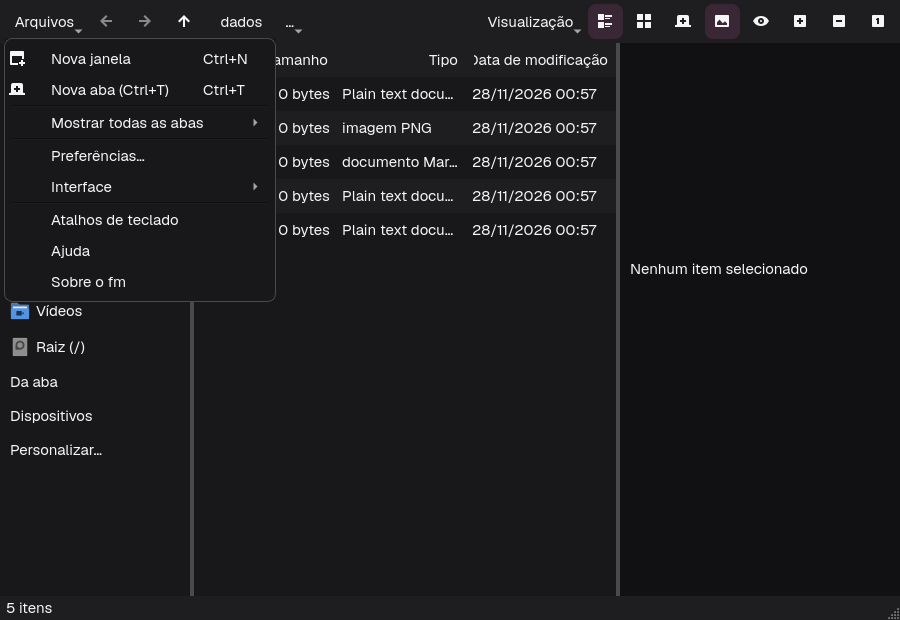 Arquivos dados ... Visualização
Nova janela Ctrl+N
Nova aba (Ctrl+T) Ctrl+T
Mostrar todas as abas
Preferências...
Interface
Atalhos de teclado
Ajuda
Sobre o fm
amanho Tipo Data de modificação
0 bytes Plain text docu... 28/11/2026 00:57
0 bytes imagem PNG 28/11/2026 00:57
0 bytes documento Mar... 28/11/2026 00:57
0 bytes Plain text docu... 28/11/2026 00:57
0 bytes Plain text docu... 28/11/2026 00:57
Nenhum item selecionado
Vídeos
Raiz (/)
Da aba
Dispositivos
Personalizar...
5 itens